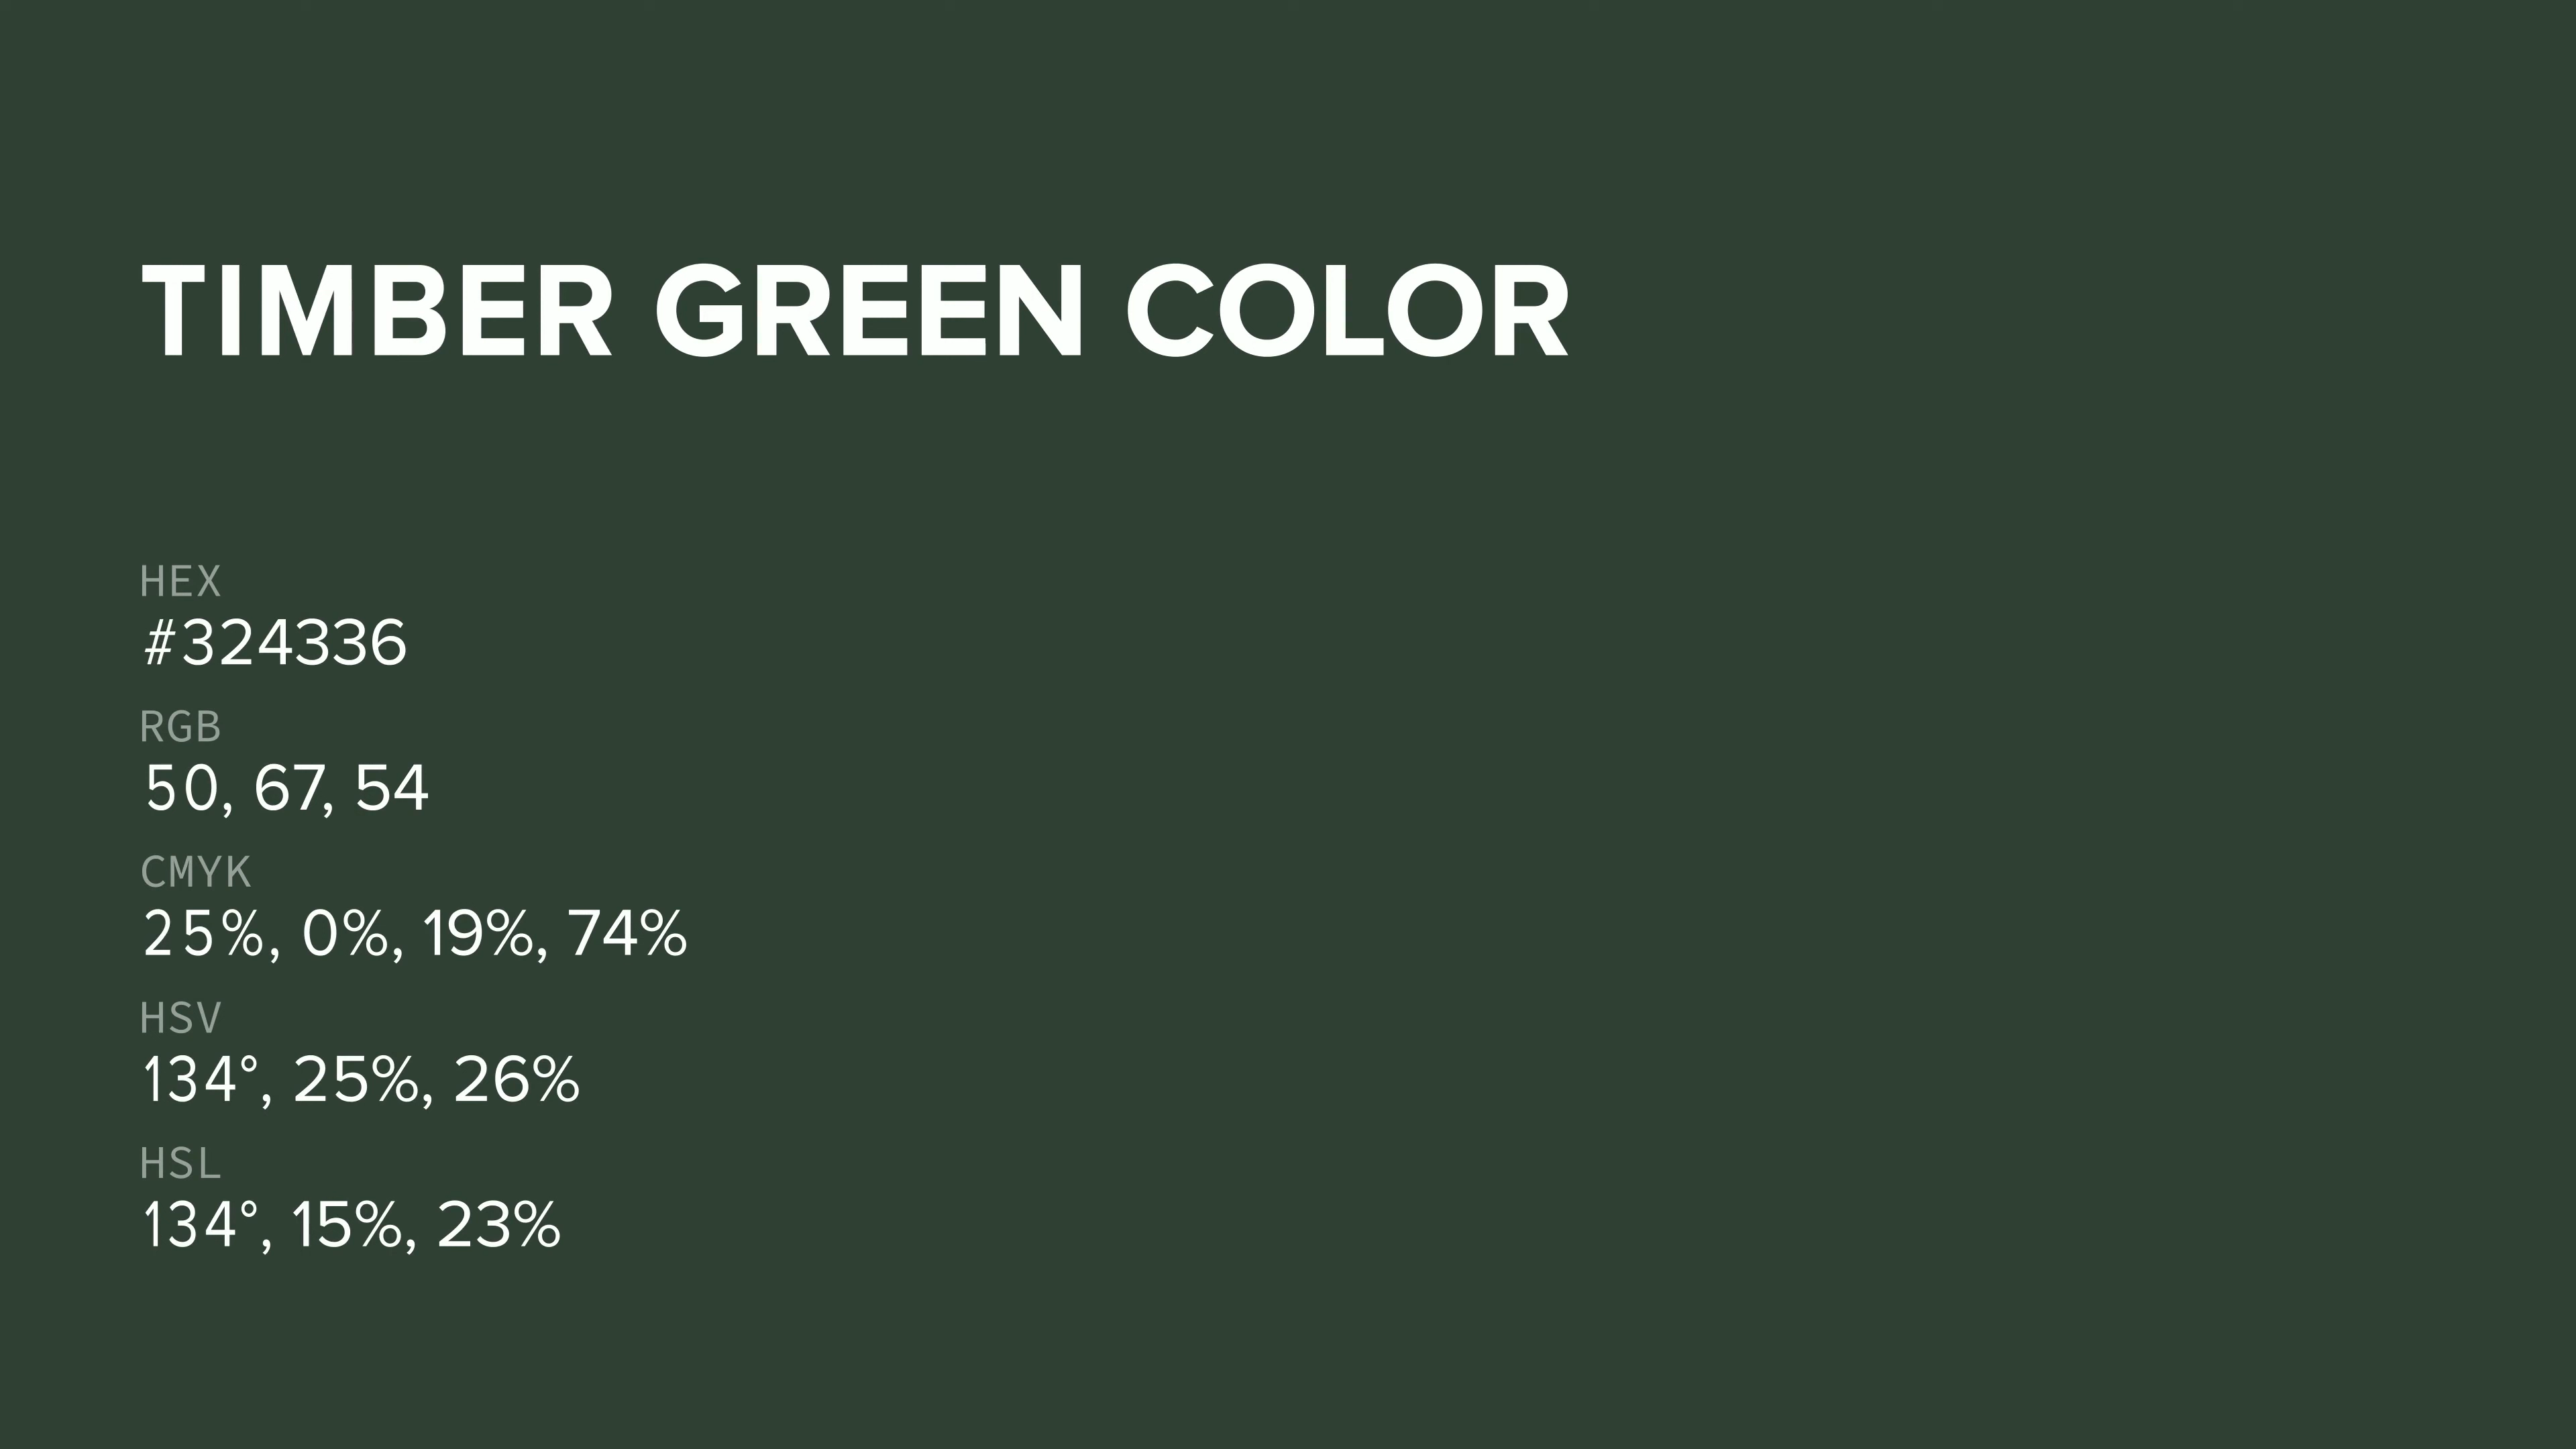 TIMBER GREEN COLOR
HEX
#324336
RGB
50, 67, 54
CMYK
25%, 0%, 19%, 74%
HSV
134°, 25%, 26%
HSL
134°, 15%, 23%